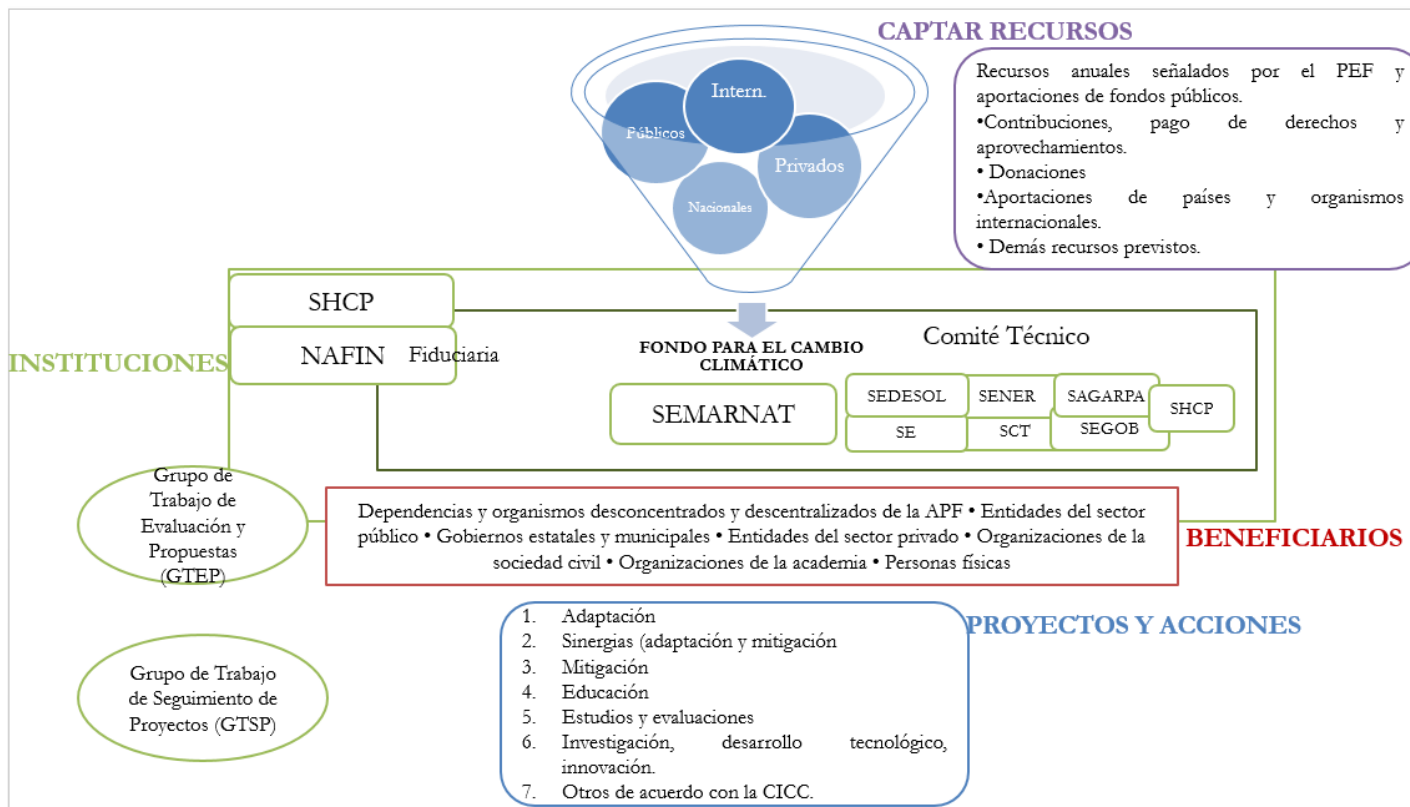 CAPTAR RECURSOS
Recursos anuales señalados por el PEF y
aportaciones de fondos públicos.
•Contribuciones, pago de derechos y
aprovechamientos.
• Donaciones
•Aportaciones de países y organismos
internacionales.
• Demás recursos previstos.
Intern.
Públicos
Privados
Nacionales
SHCP
NAFIN
Fiduciaria
INSTITUCIONES
FONDO PARA EL CAMBIO
CLIMÁTICO
Comité Técnico
SEMARNAT
SEDESOL
SENER
SAGARPA
SHCP
SE
SCT
SEGOB
Grupo de
Trabajo de
Evaluación y
Propuestas
(GTEP)
Dependencias y organismos desconcentrados y descentralizados de la APF • Entidades del sector
público • Gobiernos estatales y municipales • Entidades del sector privado • Organizaciones de la
sociedad civil • Organizaciones de la academia • Personas físicas
BENEFICIARIOS
PROYECTOS Y ACCIONES
1. Adaptación
2. Sinergias (adaptación y mitigación
3. Mitigación
4. Educación
5. Estudios y evaluaciones
6. Investigación, desarrollo tecnológico,
innovación.
7. Otros de acuerdo con la CICC.
Grupo de Trabajo
de Seguimiento de
Proyectos (GTSP)